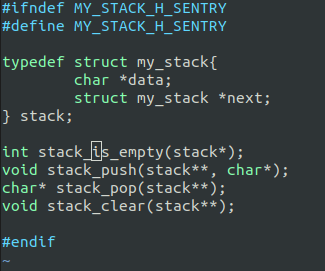 #ifndef MY_STACK_H_SENTRY
#define MY_STACK_H_SENTRY

typedef struct my_stack{
        char *data;
        struct my_stack *next;
} stack;

int stack_is_empty(stack*);
void stack_push(stack**, char*);
char* stack_pop(stack**);
void stack_clear(stack**);

#endif
~